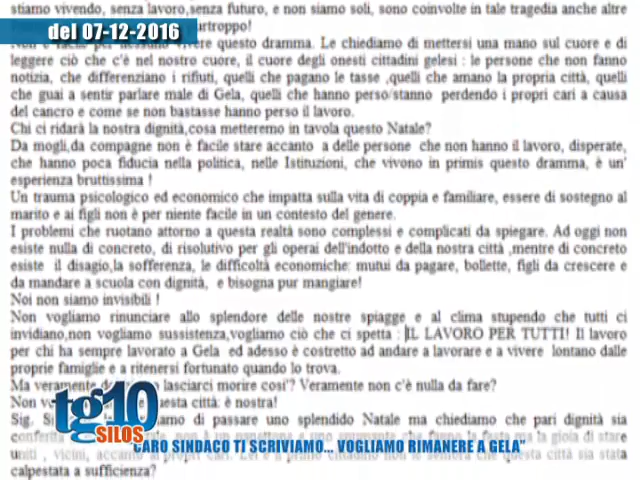 stiamo vivendo, senza lavoro,senza futuro, e non siamo soli, sono coinvolte in tale tragedia anche altre
del 07-12-2016
purtroppo!
Non è facile per nessuno vivere questo dramma. Le chiediamo di mettersi una mano sul cuore e di
leggere ciò che c'è nel nostro cuore, il cuore degli onesti cittadini gelesi : le persone che non fanno
notizia, che differenziano i rifiuti, quelli che pagano le tasse ,quelli che amano la propria città, quelli
che guai a sentir parlare male di Gela, quelli che hanno perso/stanno perdendo i propri cari a causa
del cancro e come se non bastasse hanno perso il lavoro.
Chi ci ridarà la nostra dignità,cosa metteremo in tavola questo Natale?
Da mogli,da compagne non è facile stare accanto a delle persone che non hanno il lavoro, disperate,
che hanno poca fiducia nella politica, nelle Istituzioni, che vivono in primis questo dramma, è un'
esperienza bruttissima !
Un trauma psicologico ed economico che impatta sulla vita di coppia e familiare, essere di sostegno al
marito e ai figli non è per niente facile in un contesto del genere.
I problemi che ruotano attorno a questa realtà sono complessi e complicati da spiegare. Ad oggi non
esiste nulla di concreto, di risolutivo per gli operai dell'indotto e della nostra città ,mentre di concreto
esiste il disagio,la sofferenza, le difficoltà economiche: mutui da pagare, bollette, figli da crescere e
da mandare a scuola con dignità, e bisogna pur mangiare!
Noi non siamo invisibili !
Non vogliamo rinunciare allo splendore delle nostre spiagge e al clima stupendo che tutti ci
invidiano,non vogliamo sussistenza,vogliamo ciò che ci spetta : IL LAVORO PER TUTTI! Il lavoro
per chi ha sempre lavorato a Gela ed adesso è costretto ad andare a lavorare e a vivere lontano dalle
proprie famiglie e a ritenersi fortunato quando lo trova.
Ma veramente lasciarci morire cosi'? Veramente non c'è nulla da fare?
Non questa città: è nostra!
Sig. di passare uno splendido Natale ma chiediamo che pari dignità sia
tg10
SILOS
"CARO SINDACO TI SCRIVIAMO... VOGLIAMO RIMANERE A GELA"
calpestata a sufficienza?